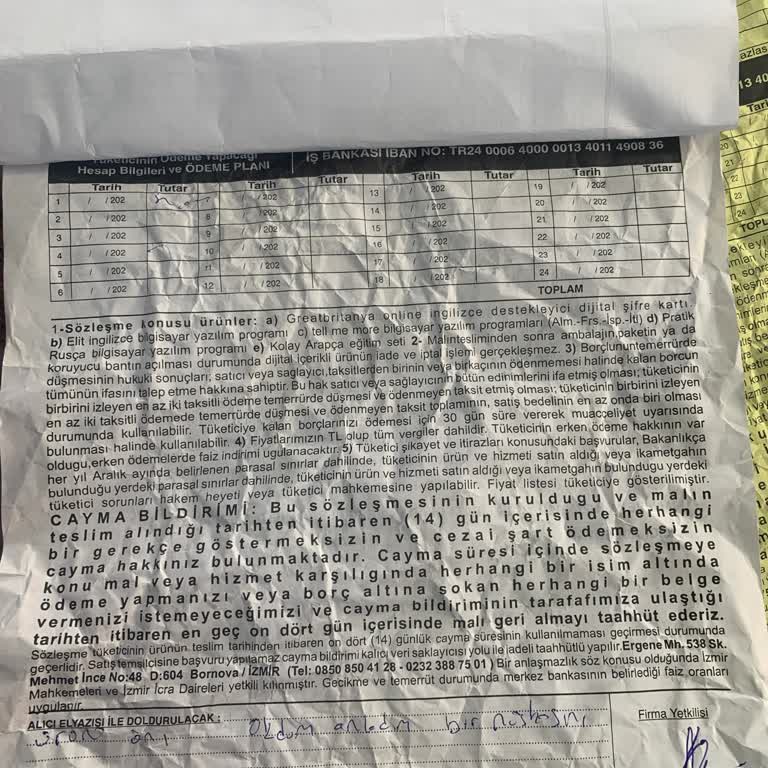 Tüketicinin Ödeme Yapacağı
Hesap Bilgileri ve ÖDEME PLANI
İŞ BANKASI İBAN NO: TR24 0006 4000 0013 4011 4908 36
Tarih Tutar Tarih Tutar Tarih Tutar Tarih Tutar
1 / /202 7 / /202 13 / /202 19 / /202
2 / /202 8 / /202 14 / /202 20 / /202
3 / /202 9 / /202 15 / /202 21 / /202
4 / /202 10 / /202 16 / /202 22 / /202
5 / /202 11 / /202 17 / /202 23 / /202
6 / /202 12 / /202 18 / /202 24 / /202
TOPLAM
1-Sözleşme konusu ürünler: a) Greatbritanya online ingilizce destekleyici dijital şifre kartı
b) Elit ingilizce bilgisayar yazilim programı c) tell me more bilgisayar yazılım programları (Alm.-Frs.-Isp.-İtl) d) Pratik
Rusça bilgisayar yazilim programı e) Kolay Arapça eğitim seti 2- Malinteslıminden sonra ambalajın,paketin ya da
koruyucu bantın açılması durumunda dijital içerikli ürünün iade ve iptal işlemi gerçekleşmez. 3) Borçlununtemerrürde
düşmesinin hukuki sonuçları; satıcı veya sağlayıcı,taksitlerden birinin veya birkaçının ödenmemesi halinde kalan borcun
tümünün ifasını talep etme hakkına sahiptir. Bu hak satıcı veya sağlayıcının bütün edimlerini ifa etmiş olması; tüketicinin
birbirini izleyen en az iki taksitli ödeme temerrürde düşmesi ve ödenmeyen taksit etmiş olması; tüketicinin birbirini izleyen
en az iki taksitli ödemede temerrürde düşmesi ve ödenmeyen taksit toplamının, satış bedelinin en az onda biri olması
durumunda kullanılabilir. Tüketiciye kalan borçlarınızı ödemesi için 30 gün süre vererek muacceliyet uyarısında
bulunması halinde kullanılabilir. 4) Fiyatlarımızın TL olup tüm vergiler dahildir. Tüketicinin erken ödeme hakkının var
oldugu,erken ödemelerde faiz indirimi ugulanacaktır. 5) Tüketici şikayet ve itirazları konusundaki başvurular, Bakanlıkça
her yıl Aralık ayında belirlenen parasal sınırlar dahilinde, tüketicinin ürün ve hizmeti satın aldığı veya ikametgahın
bulunduğu yerdeki parasal sınırlar dahilinde, tüketicinin ürün ve hizmeti satın aldığı veya ikametgahın bulundugu yerdeki
tüketici sorunları hakem heyeti veya tüketici mahkemesine yapılabilir. Fiyat listesi tüketiciye gösterilmiştir.
CAYMA BİLDİRİMİ: Bu sözleşmesinin kuruldugu ve malın
teslim alındığı tarihten itibaren (14) gün içerisinde herhangi
bir gerekçe göstermeksizin ve cezai şart ödemeksizin
cayma hakkınız bulunmaktadır. Cayma süresi içinde sözleşmeye
konu mal veya hizmet karşılıgında herhangi bir isim altında
ödeme yapmanızı veya borç altına sokan herhangi bir belge
vermenizi istemeyeceğimizi ve cayma bildiriminin tarafafımıza ulaştığı
tarihten itibaren en geç on dört gün içerisinde malı geri almayı taahhüt ederiz.
Sözleşme tüketicinin ürünün teslim tarihinden itibaren on dört (14) günlük cayma süresinin kullanılmaması geçirmesi durumunda
geçerlidir. Satıştemsilcisine başvuru yapılamaz cayma bildirimi kalıcı veri saklayıcısı yolu ile iadeli taahhütlü yapılır.Ergene Mh. 538 Sk.
Mehmet İnce No:48 D:604 Bornova / İZMİR (Tel: 0850 850 41 28 - 0232 388 75 01 ) Bir anlaşmazlık söz konusu olduğunda İzmir
Mahkemeleri ve İzmir İcra Daireleri yetkili kılınmıştır. Gecikme ve temerrüt durumunda merkez bankasının belirlediği faiz oranları
uygulanır.
ALICI ELYAZISI İLE DOLDURULACAK :
Oldum anladım bir nüshasını
Firma Yetkilisi